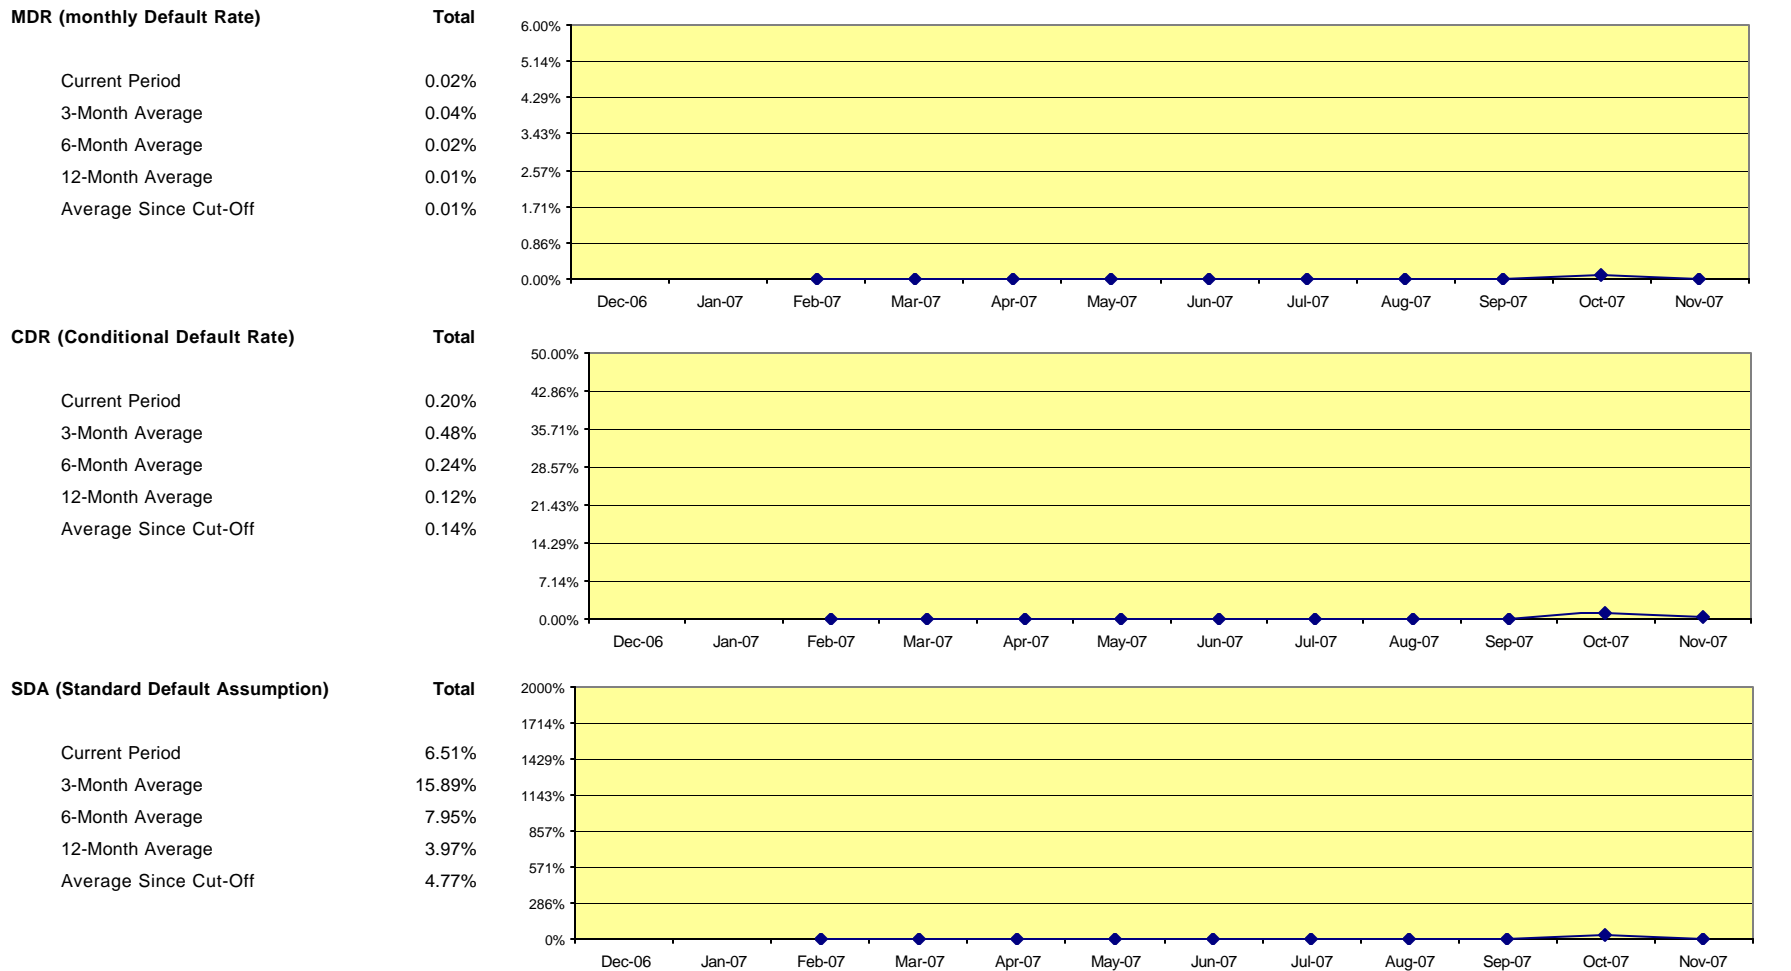 MDR (monthly Default Rate) Total
Current Period 0.02%
3-Month Average 0.04%
6-Month Average 0.02%
12-Month Average 0.01%
Average Since Cut-Off 0.01%
6.00%
5.14%
4.29%
3.43%
2.57%
1.71%
0.86%
0.00%
Dec-06 Jan-07 Feb-07 Mar-07 Apr-07 May-07 Jun-07 Jul-07 Aug-07 Sep-07 Oct-07 Nov-07
CDR (Conditional Default Rate) Total
Current Period 0.20%
3-Month Average 0.48%
6-Month Average 0.24%
12-Month Average 0.12%
Average Since Cut-Off 0.14%
50.00%
42.86%
35.71%
28.57%
21.43%
14.29%
7.14%
0.00%
Dec-06 Jan-07 Feb-07 Mar-07 Apr-07 May-07 Jun-07 Jul-07 Aug-07 Sep-07 Oct-07 Nov-07
SDA (Standard Default Assumption) Total
Current Period 6.51%
3-Month Average 15.89%
6-Month Average 7.95%
12-Month Average 3.97%
Average Since Cut-Off 4.77%
2000%
1714%
1429%
1143%
857%
571%
286%
0%
Dec-06 Jan-07 Feb-07 Mar-07 Apr-07 May-07 Jun-07 Jul-07 Aug-07 Sep-07 Oct-07 Nov-07